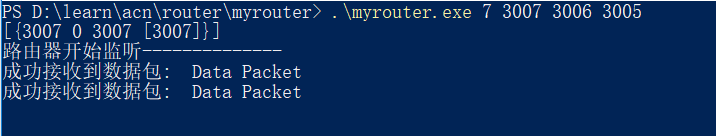 PS D:\learn\acn\router\myrouter> .\myrouter.exe 7 3007 3006 3005
[{3007 0 3007 [3007]}]
路由器开始监听--------------
成功接收到数据包:  Data Packet
成功接收到数据包:  Data Packet